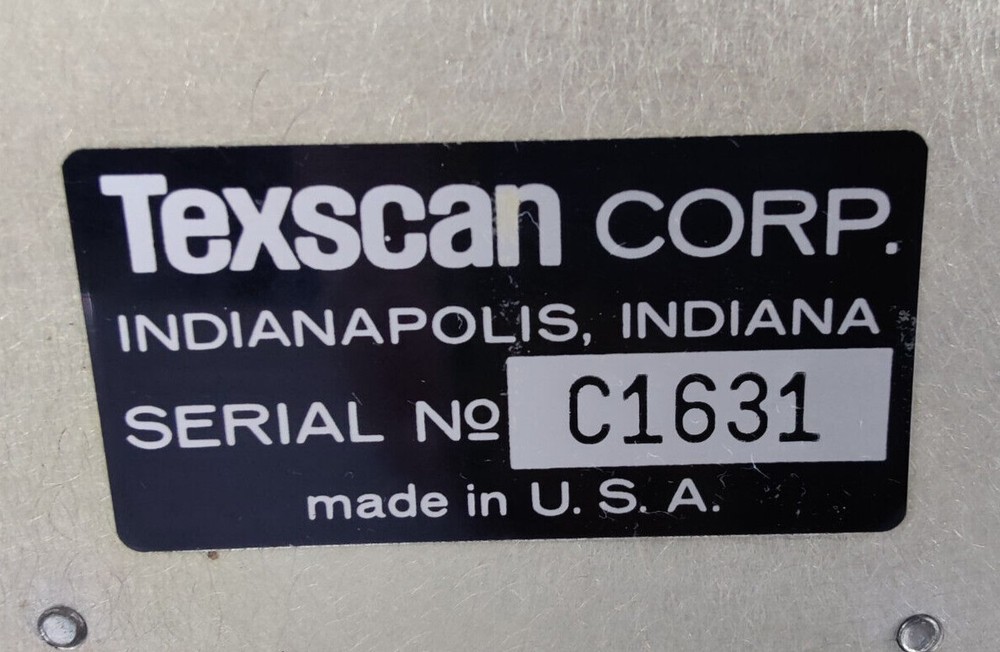 Texscan CORP.
INDIANAPOLIS, INDIANA
SERIAL Nº C1631
made in U. S. A.